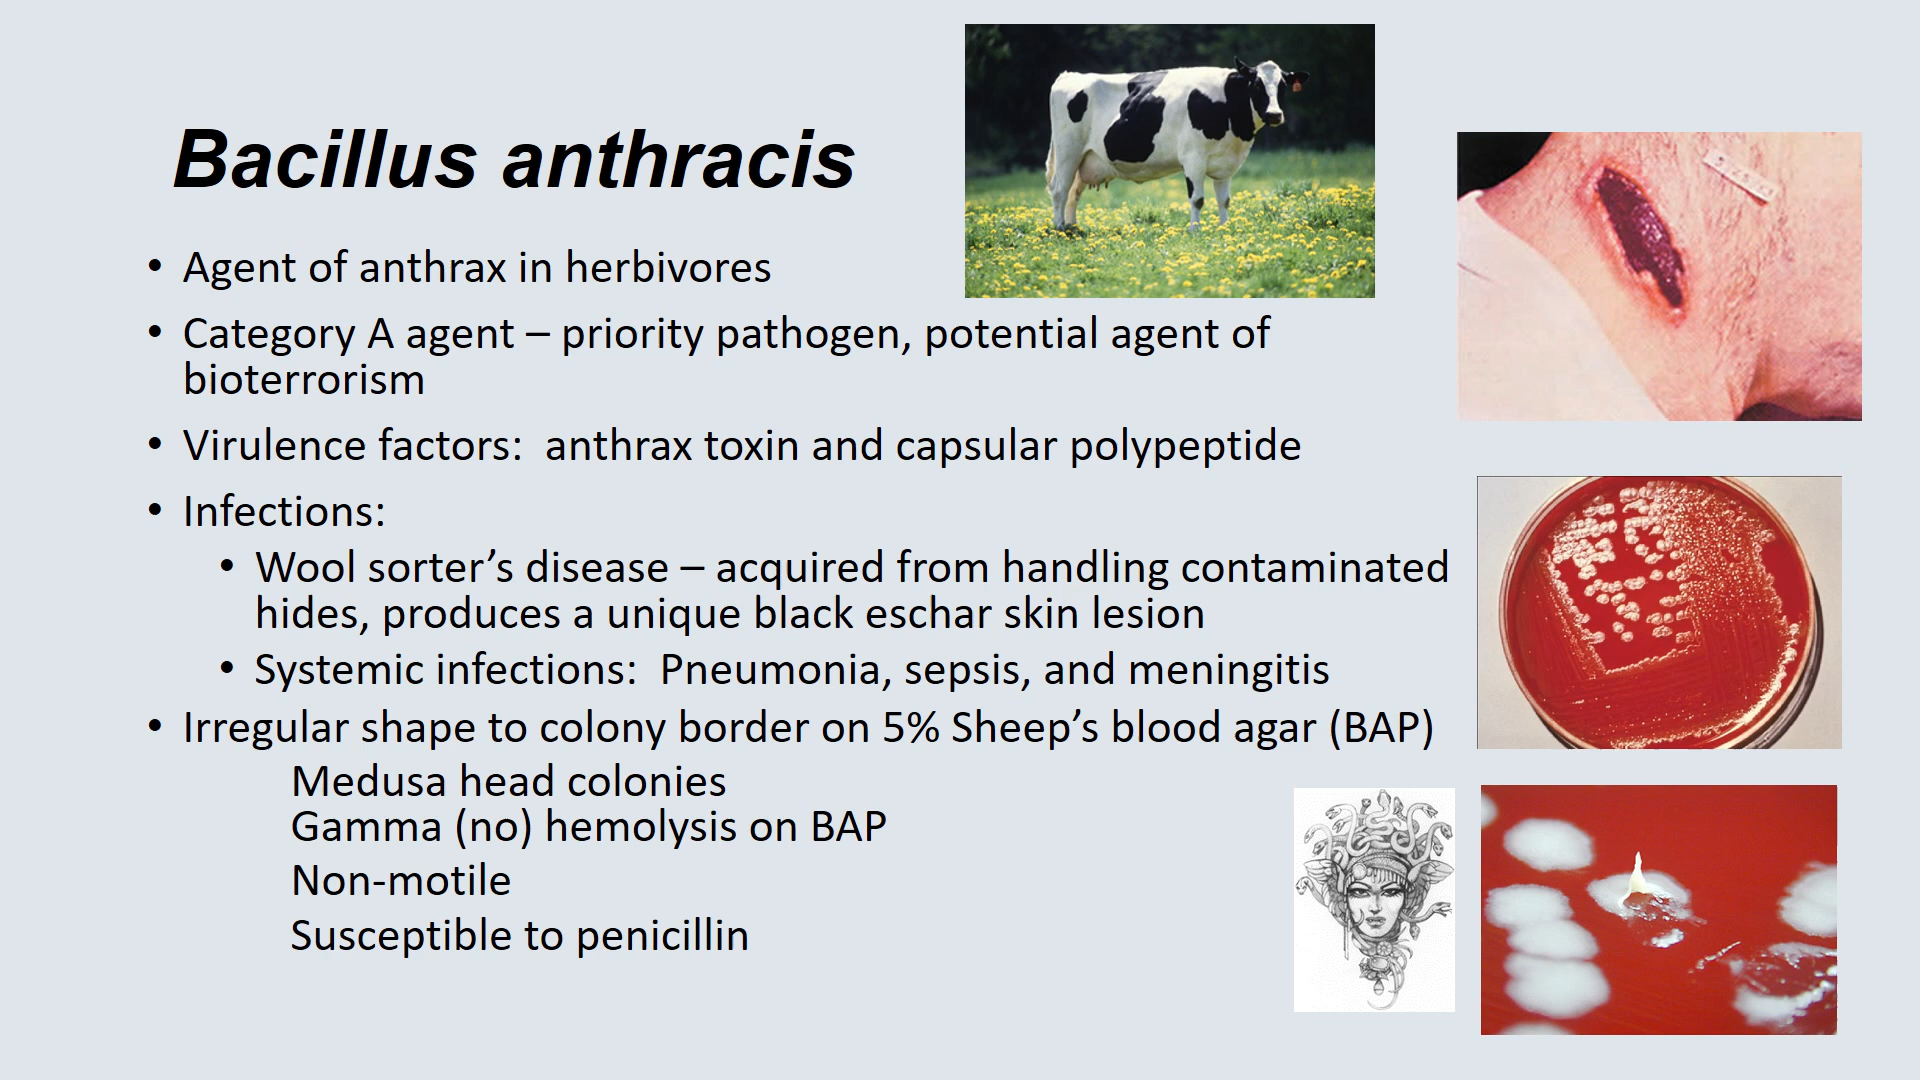 Bacillus anthracis
• Agent of anthrax in herbivores
• Category A agent – priority pathogen, potential agent of
bioterrorism
• Virulence factors:  anthrax toxin and capsular polypeptide
• Infections:
• Wool sorter’s disease – acquired from handling contaminated
hides, produces a unique black eschar skin lesion
• Systemic infections:  Pneumonia, sepsis, and meningitis
• Irregular shape to colony border on 5% Sheep’s blood agar (BAP)
Medusa head colonies
Gamma (no) hemolysis on BAP
Non-motile
Susceptible to penicillin